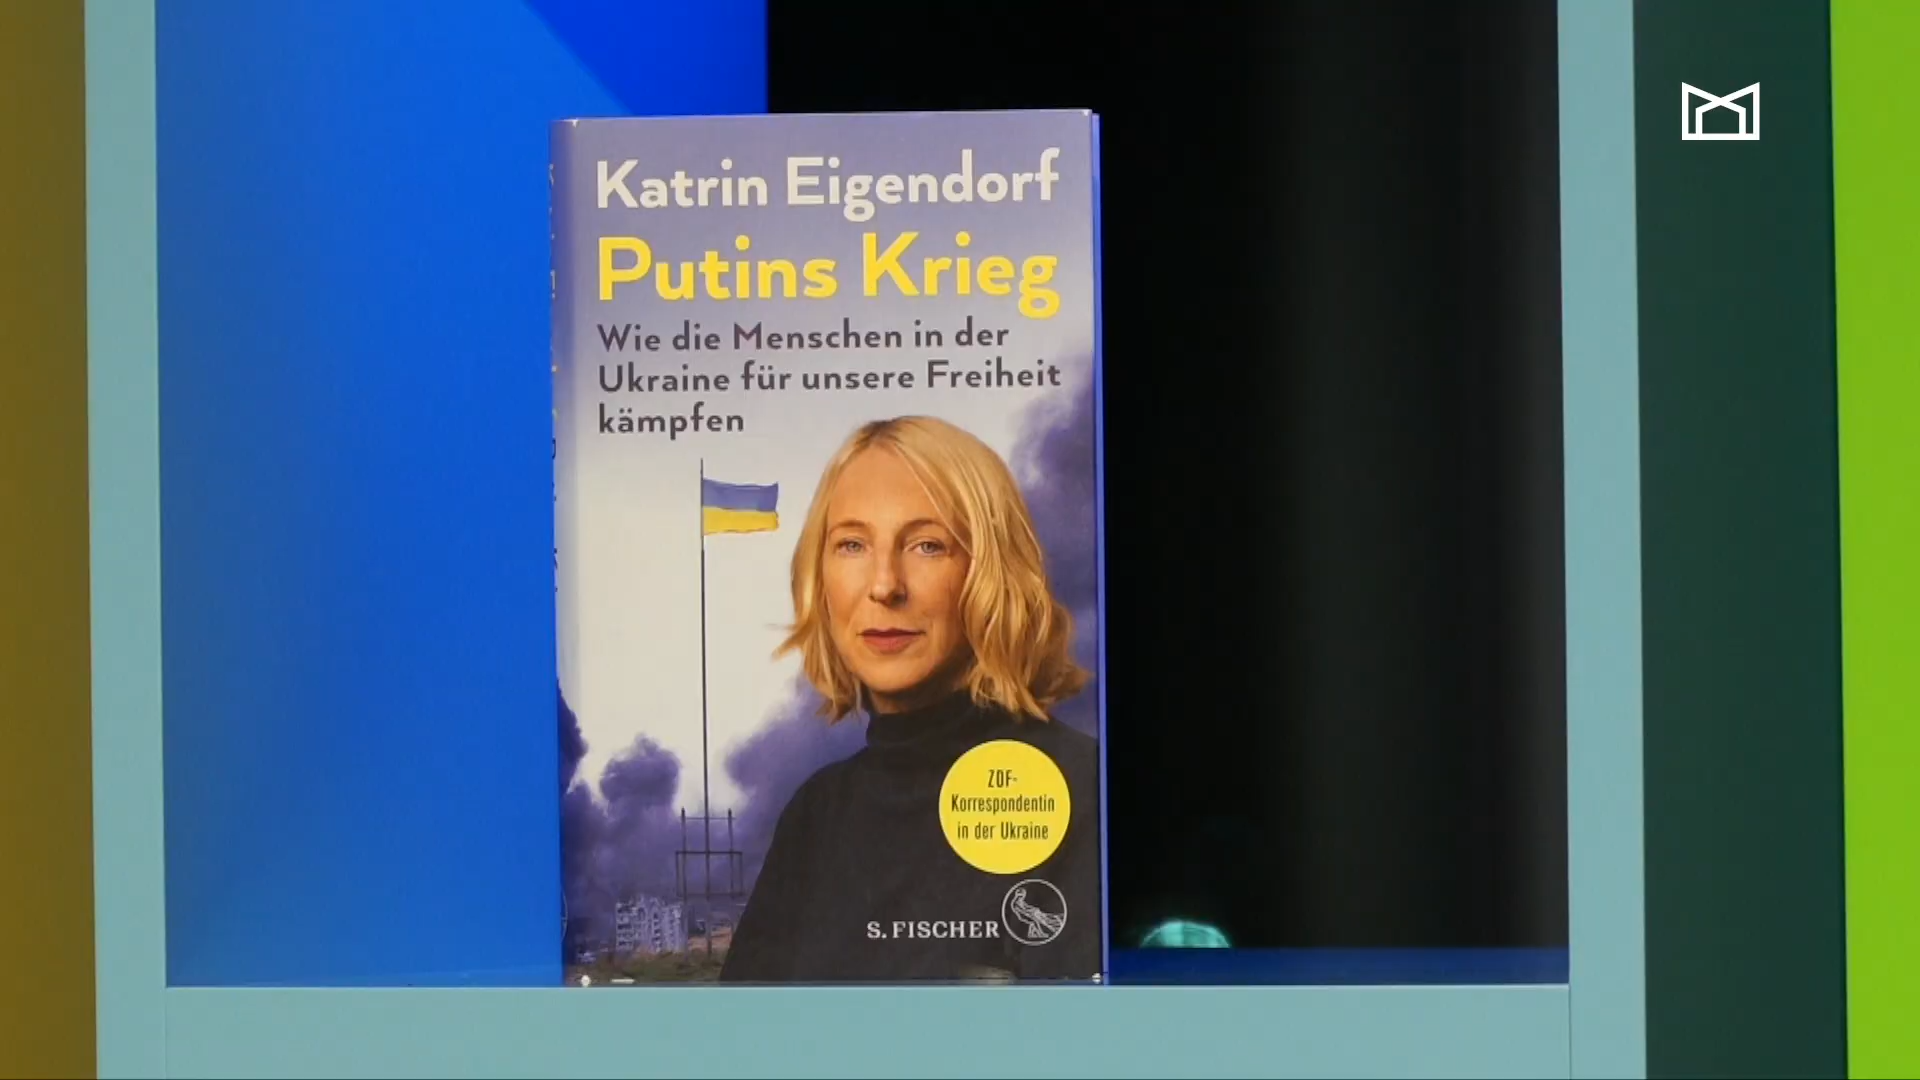 Katrin Eigendorf
Putins Krieg
Wie die Menschen in der
Ukraine für unsere Freiheit
kämpfen
ZDF-
Korrespondentin
in der Ukraine
S. FISCHER